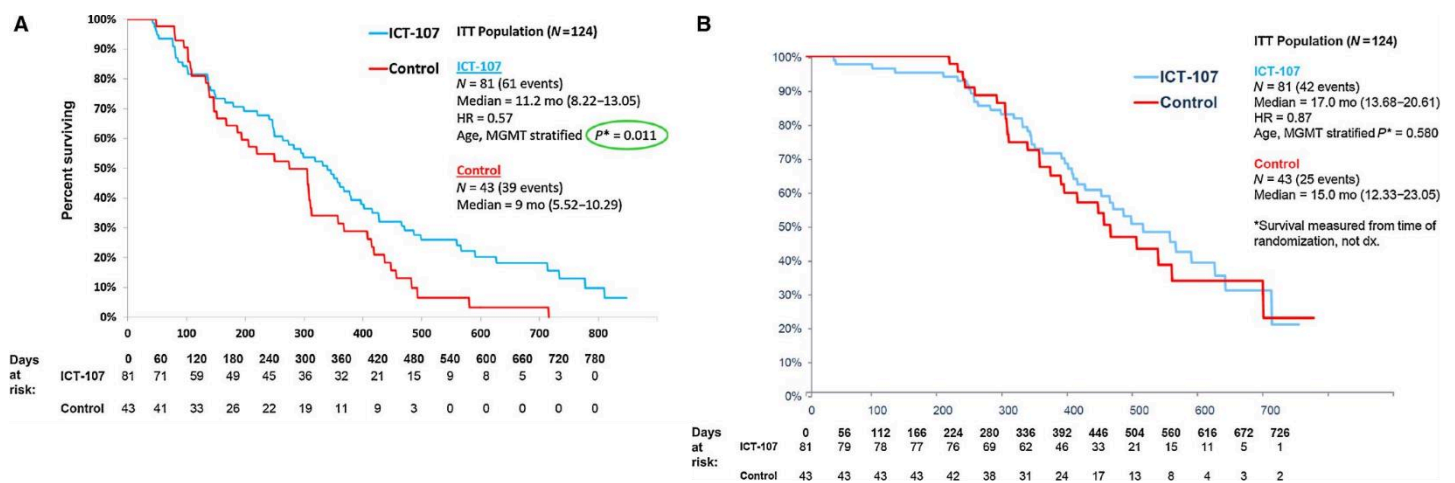 A
Percent surviving
100%
90%
80%
70%
60%
50%
40%
30%
20%
10%
0%
0 100 200 300 400 500 600 700 800
ICT-107
Control
ITT Population (N = 124)
ICT-107
N = 81 (61 events)
Median = 11.2 mo (8.22–13.05)
HR = 0.57
Age, MGMT stratified P* = 0.011
Control
N = 43 (39 events)
Median = 9 mo (5.52–10.29)
Days at risk:
0 60 120 180 240 300 360 420 480 540 600 660 720 780
ICT-107 81 71 59 49 45 36 32 21 15 9 8 5 3 0
Control 43 41 33 26 22 19 11 9 3 0 0 0 0 0
B
100%
90%
80%
70%
60%
50%
40%
30%
20%
10%
0%
0 100 200 300 400 500 600 700
ICT-107
Control
ITT Population (N = 124)
ICT-107
N = 81 (42 events)
Median = 17.0 mo (13.68–20.61)
HR = 0.87
Age, MGMT stratified P* = 0.580
Control
N = 43 (25 events)
Median = 15.0 mo (12.33–23.05)
*Survival measured from time of
randomization, not dx.
Days at risk:
0 56 112 166 224 280 336 392 446 504 560 616 672 726
ICT-107 81 79 78 77 76 69 62 46 33 21 15 11 5 1
Control 43 43 43 43 42 38 31 24 17 13 8 4 3 2